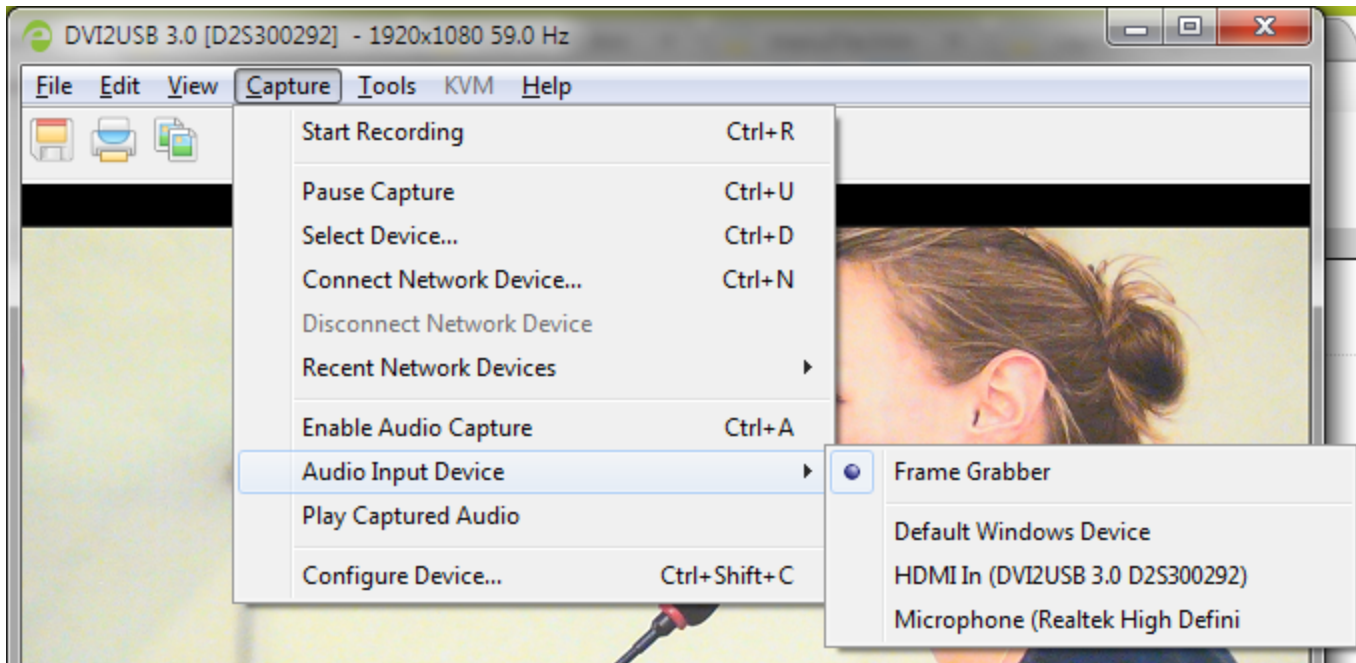 DVI2USB 3.0 [D2S300292] - 1920x1080 59.0 Hz
File Edit View Capture Tools KVM Help
Start Recording Ctrl+R
Pause Capture Ctrl+U
Select Device... Ctrl+D
Connect Network Device... Ctrl+N
Disconnect Network Device
Recent Network Devices
Enable Audio Capture Ctrl+A
Audio Input Device
Play Captured Audio
Configure Device... Ctrl+Shift+C
Frame Grabber
Default Windows Device
HDMI In (DVI2USB 3.0 D2S300292)
Microphone (Realtek High Defini